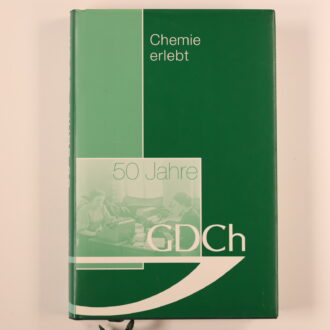 Chemie
erlebt
50 Jahre
GDCh